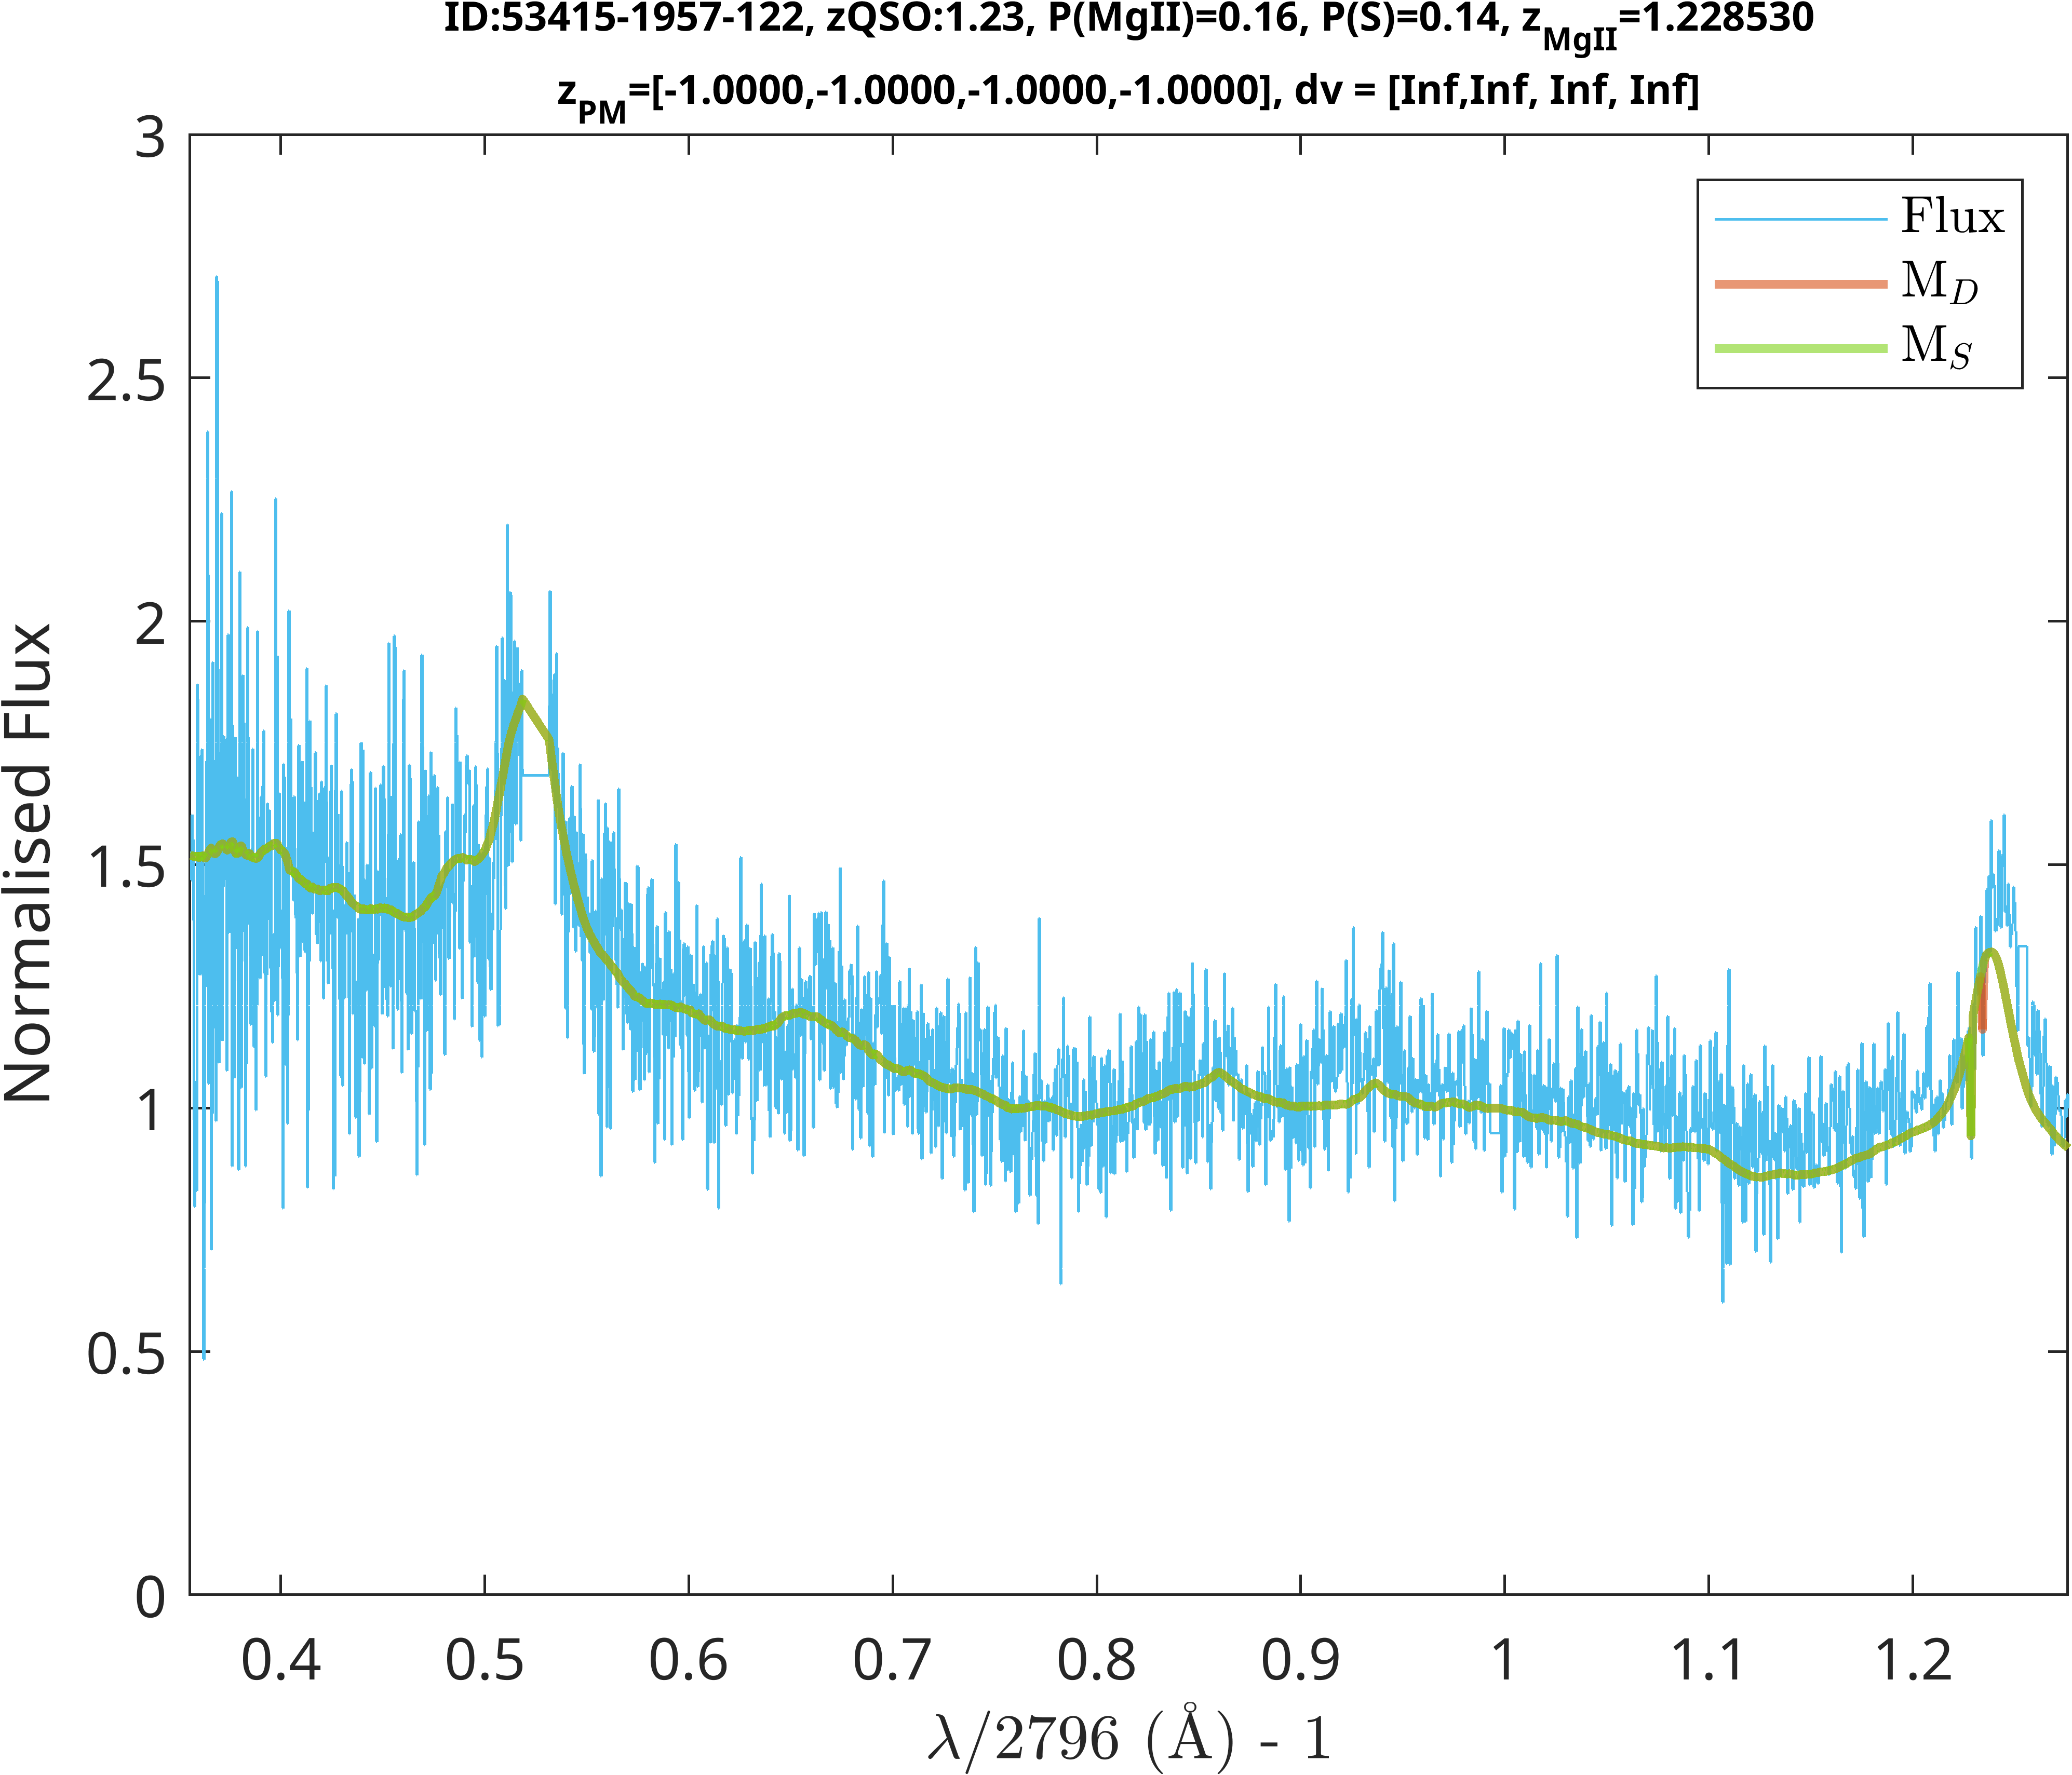 ID:53415-1957-122, zQSO:1.23, P(MgII)=0.16, P(S)=0.14, zMgII=1.228530
zPM=[-1.0000,-1.0000,-1.0000,-1.0000], dv = [Inf,Inf, Inf, Inf]
3
2.5
2
1.5
1
0.5
0
Normalised Flux
Flux
MD
MS
0.4 0.5 0.6 0.7 0.8 0.9 1 1.1 1.2
λ/2796 (Å) - 1